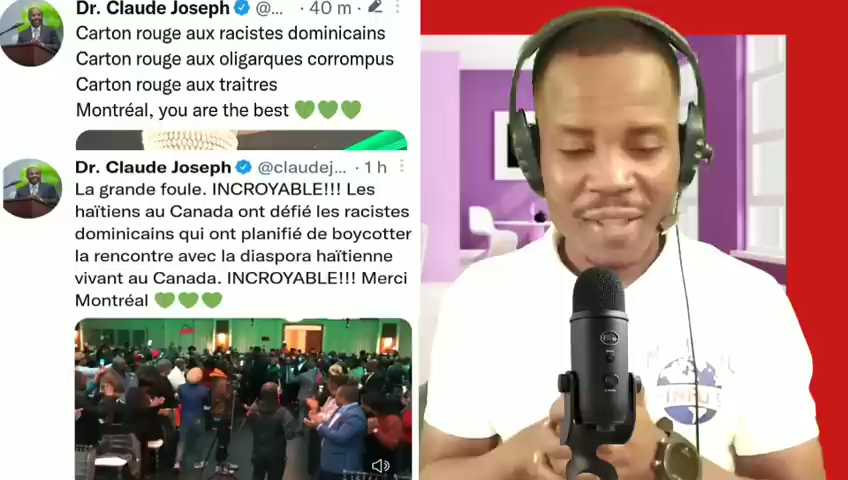 Dr. Claude Joseph @... · 40 m ·
Carton rouge aux racistes dominicains
Carton rouge aux oligarques corrompus
Carton rouge aux traitres
Montréal, you are the best 💚💚💚
Dr. Claude Joseph @claudej... · 1 h
La grande foule. INCROYABLE!!! Les
haïtiens au Canada ont défié les racistes
dominicains qui ont planifié de boycotter
la rencontre avec la diaspora haïtienne
vivant au Canada. INCROYABLE!!! Merci
Montréal 💚💚💚